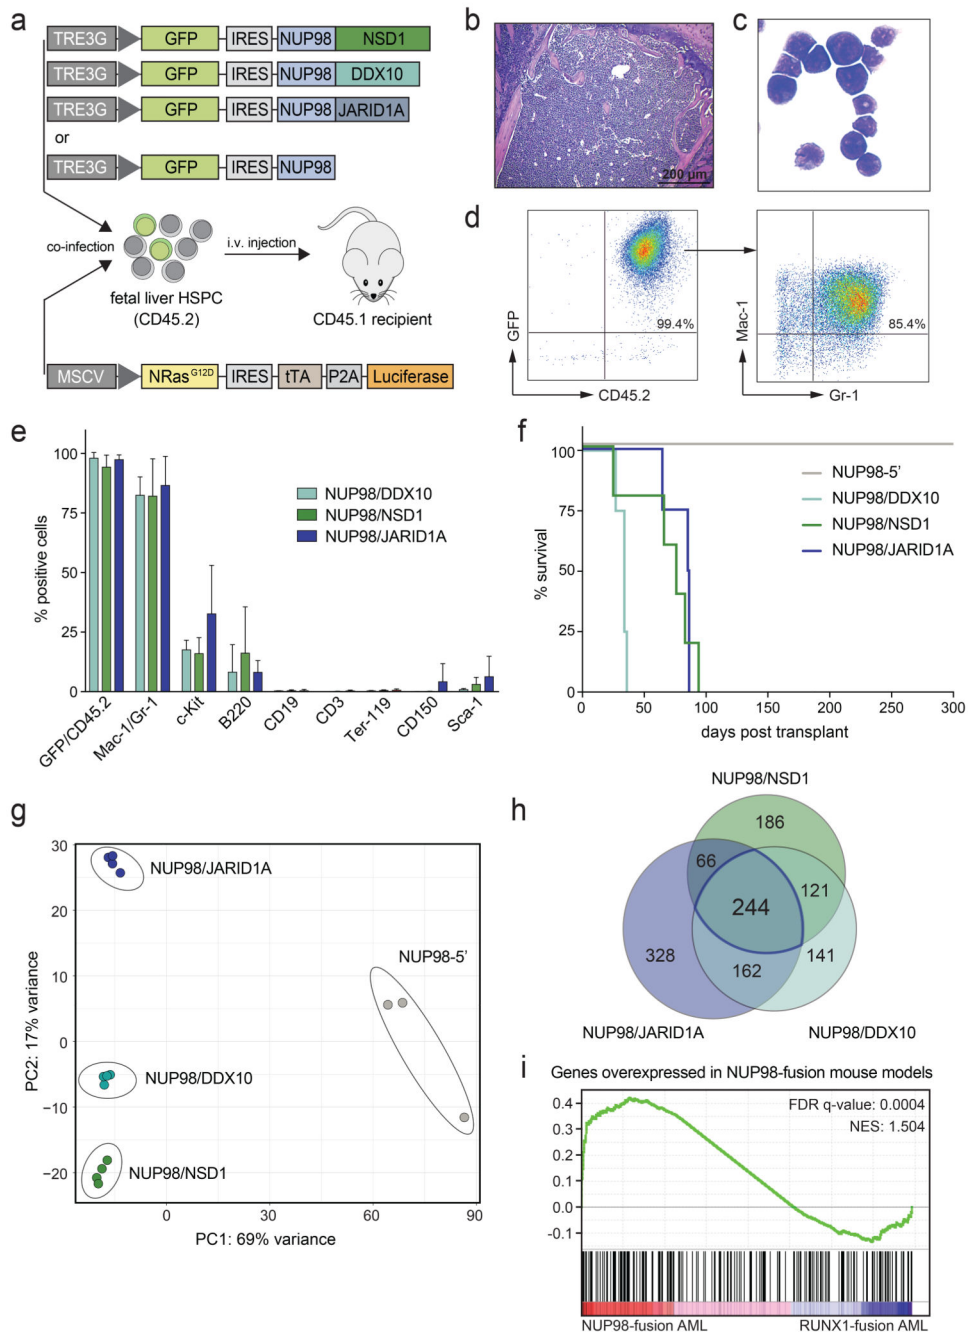 a
TRE3G GFP IRES NUP98 NSD1
TRE3G GFP IRES NUP98 DDX10
TRE3G GFP IRES NUP98 JARID1A
or
TRE3G GFP IRES NUP98
co-infection
i.v. injection
fetal liver HSPC
(CD45.2)
CD45.1 recipient
MSCV NRas G12D IRES tTA P2A Luciferase
b
200 µm
c
d
GFP
99.4%
CD45.2
Mac-1
85.4%
Gr-1
e
% positive cells
100
75
50
25
0
NUP98/DDX10
NUP98/NSD1
NUP98/JARID1A
GFP/CD45.2
Mac-1/Gr-1
c-Kit
B220
CD19
CD3
Ter-119
CD150
Sca-1
f
% survival
100
75
50
25
0
NUP98-5'
NUP98/DDX10
NUP98/NSD1
NUP98/JARID1A
0 50 100 150 200 250 300
days post transplant
g
PC2: 17% variance
30
20
10
0
−10
−20
NUP98/JARID1A
NUP98-5'
NUP98/DDX10
NUP98/NSD1
0 30 60 90
PC1: 69% variance
h
NUP98/NSD1
186
66
121
244
328
162
141
NUP98/JARID1A
NUP98/DDX10
i
Genes overexpressed in NUP98-fusion mouse models
FDR q-value: 0.0004
NES: 1.504
0.4
0.3
0.2
0.1
0.0
-0.1
NUP98-fusion AML
RUNX1-fusion AML